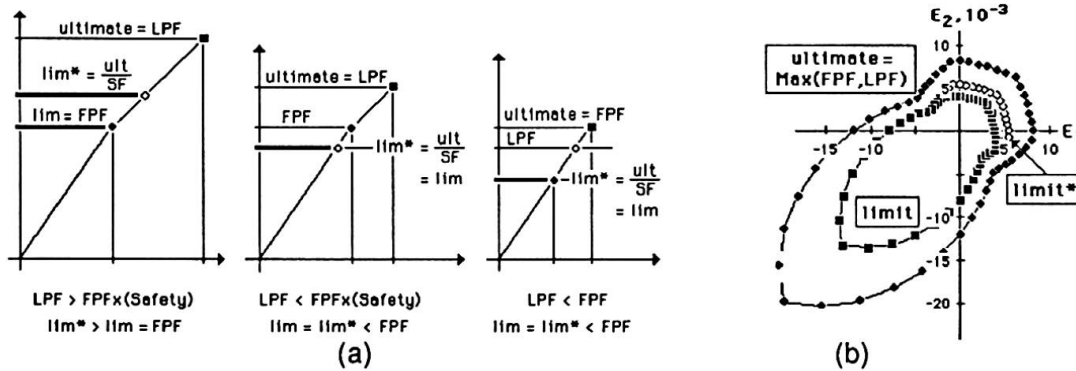 ultimate = LPF
lim* = ult
SF
lim = FPF
LPF > FPFx(Safety)
lim* > lim = FPF
ultimate = LPF
FPF
lim* = ult
SF
= lim
LPF < FPFx(Safety)
lim = lim* < FPF
ultimate = FPF
LPF
lim* = ult
SF
= lim
LPF < FPF
lim = lim* < FPF
(a)
ε2,10-3
10
ultimate =
Max(FPF,LPF)
5
-15
-10
5
10
ε
limit*
limit
-10
-15
-20
(b)